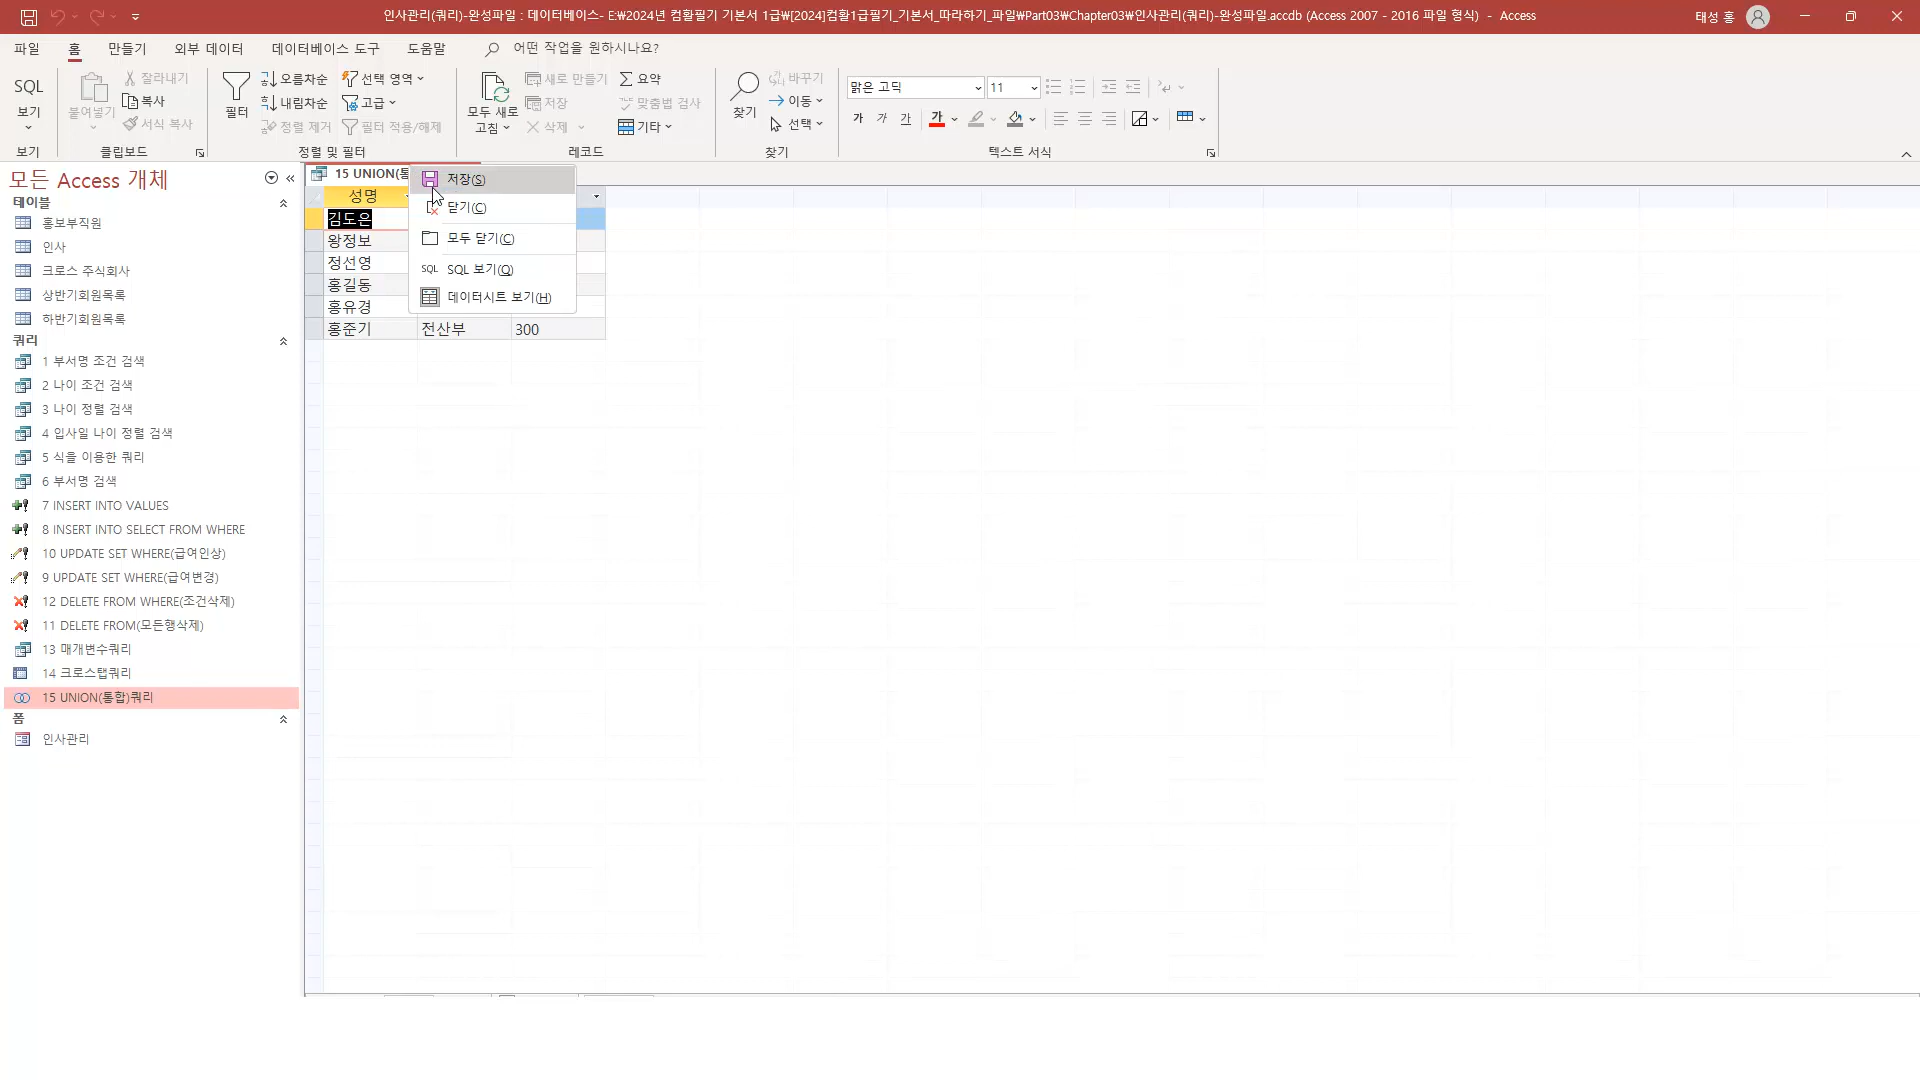 인사관리(쿼리)-완성파일 : 데이터베이스- E:₩2024년 컴활필기 기본서 1급₩[2024]컴활1급필기_기본서_따라하기_파일₩Part03₩Chapter03₩인사관리(쿼리)-완성파일.accdb (Access 2007 - 2016 파일 형식) - Access
태성 홍
파일 홈 만들기 외부 데이터 데이터베이스 도구 도움말 어떤 작업을 원하시나요?
SQL
보기
보기
붙여넣기
잘라내기
복사
서식 복사
클립보드
필터
오름차순
내림차순
정렬 제거
선택 영역
고급
필터 적용/해제
정렬 및 필터
모두 새로
고침
새로 만들기
저장
삭제
요약
맞춤법 검사
기타
레코드
찾기
바꾸기
이동
선택
찾기
맑은 고딕 11
가 가 가 가
텍스트 서식
모든 Access 개체
테이블
홍보부직원
인사
크로스 주식회사
상반기회원목록
하반기회원목록
쿼리
1 부서명 조건 검색
2 나이 조건 검색
3 나이 정렬 검색
4 입사일 나이 정렬 검색
5 식을 이용한 쿼리
6 부서명 검색
7 INSERT INTO VALUES
8 INSERT INTO SELECT FROM WHERE
10 UPDATE SET WHERE(급여인상)
9 UPDATE SET WHERE(급여변경)
12 DELETE FROM WHERE(조건삭제)
11 DELETE FROM(모든행삭제)
13 매개변수쿼리
14 크로스탭쿼리
15 UNION(통합)쿼리
폼
인사관리
15 UNION(통
성명
김도은
왕정보
정선영
홍길동
홍유경
홍준기 전산부 300
저장(S)
닫기(C)
모두 닫기(C)
SQL SQL 보기(Q)
데이터시트 보기(H)